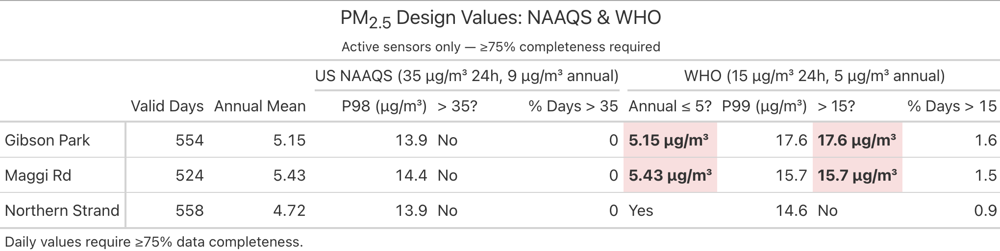 PM2.5 Design Values: NAAQS & WHO
Active sensors only — ≥75% completeness required
US NAAQS (35 µg/m³ 24h, 9 µg/m³ annual) WHO (15 µg/m³ 24h, 5 µg/m³ annual)
Valid Days Annual Mean P98 (µg/m³) > 35? % Days > 35 Annual ≤ 5? P99 (µg/m³) > 15? % Days > 15
Gibson Park 554 5.15 13.9 No 0 5.15 µg/m³ 17.6 17.6 µg/m³ 1.6
Maggi Rd 524 5.43 14.4 No 0 5.43 µg/m³ 15.7 15.7 µg/m³ 1.5
Northern Strand 558 4.72 13.9 No 0 Yes 14.6 No 0.9
Daily values require ≥75% data completeness.